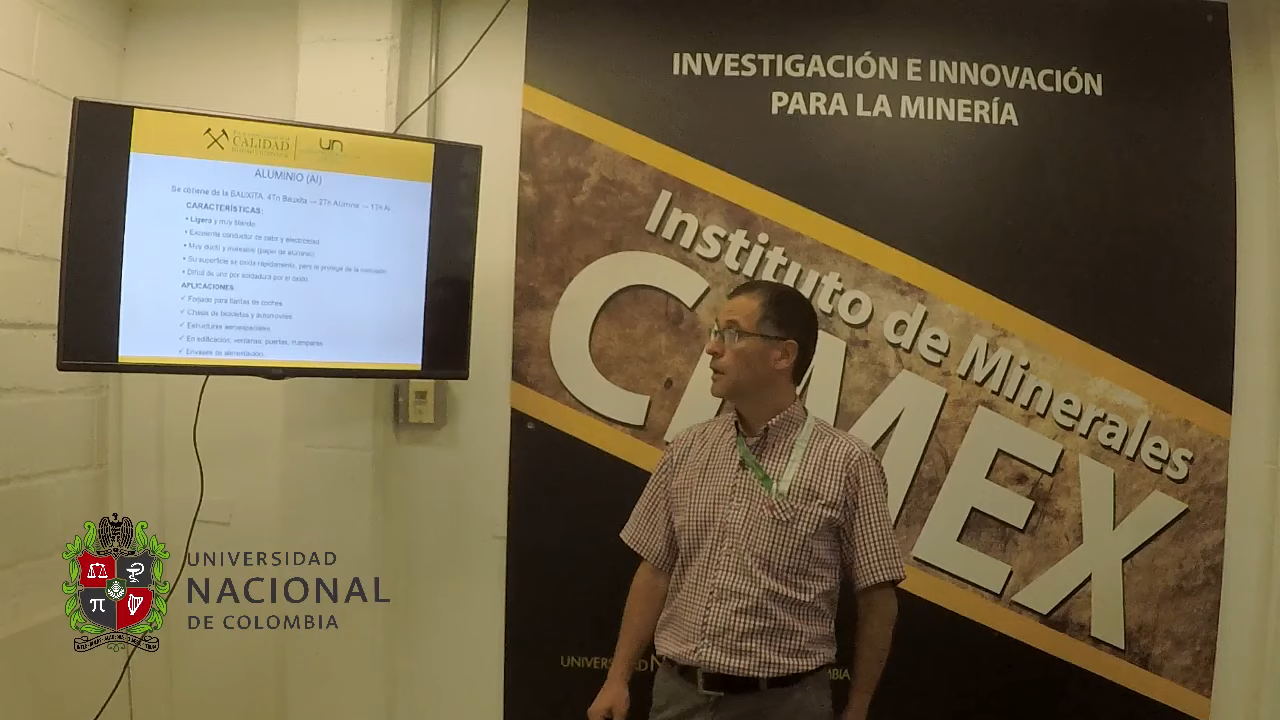 INVESTIGACIÓN E INNOVACIÓN
PARA LA MINERÍA
Instituto de Minerales
CIMEX
CALIDAD
un
ALUMINIO (Al)
Se obtiene de la BAUXITA. 4Tn Bauxita → 2Tn Alúmina → 1Tn Al.
CARACTERÍSTICAS:
• Ligero y muy blando.
• Excelente conductor de calor y electricidad
• Muy dúctil y maleable (papel de aluminio)
• Su superficie se oxida rápidamente, pero le protege de la corrosión
• Difícil de unir por soldadura por el óxido.
APLICACIONES:
✓ Forjado para llantas de coches
✓ Chasis de bicicletas y automóviles
✓ Estructuras aeroespaciales
✓ En edificación, ventanas, puertas, mamparas
✓ Envases de alimentación.
UNIVERSIDAD
NACIONAL
DE COLOMBIA